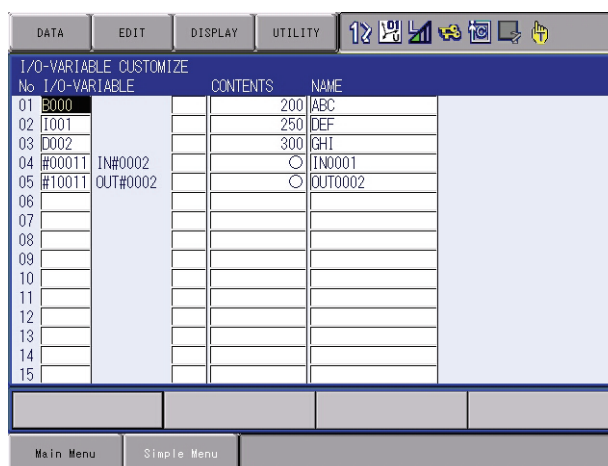 DATA EDIT DISPLAY UTILITY
I/O-VARIABLE CUSTOMIZE
No I/O-VARIABLE CONTENTS NAME
01 B000 200 ABC
02 I001 250 DEF
03 D002 300 GHI
04 #00011 IN#0002 ○ IN0001
05 #10011 OUT#0002 ○ OUT0002
06
07
08
09
10
11
12
13
14
15
Main Menu Simple Menu